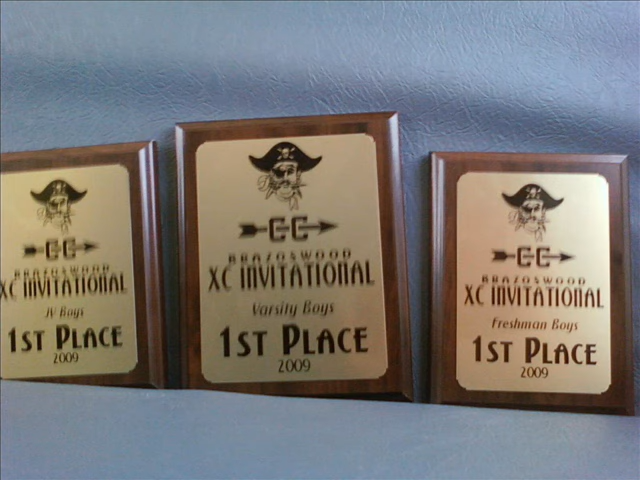 CC
BRAZOSWOOD
XC INVITATIONAL
JV Boys
1ST PLACE
2009
CC
BRAZOSWOOD
XC INVITATIONAL
Varsity Boys
1ST PLACE
2009
CC
BRAZOSWOOD
XC INVITATIONAL
Freshman Boys
1ST PLACE
2009